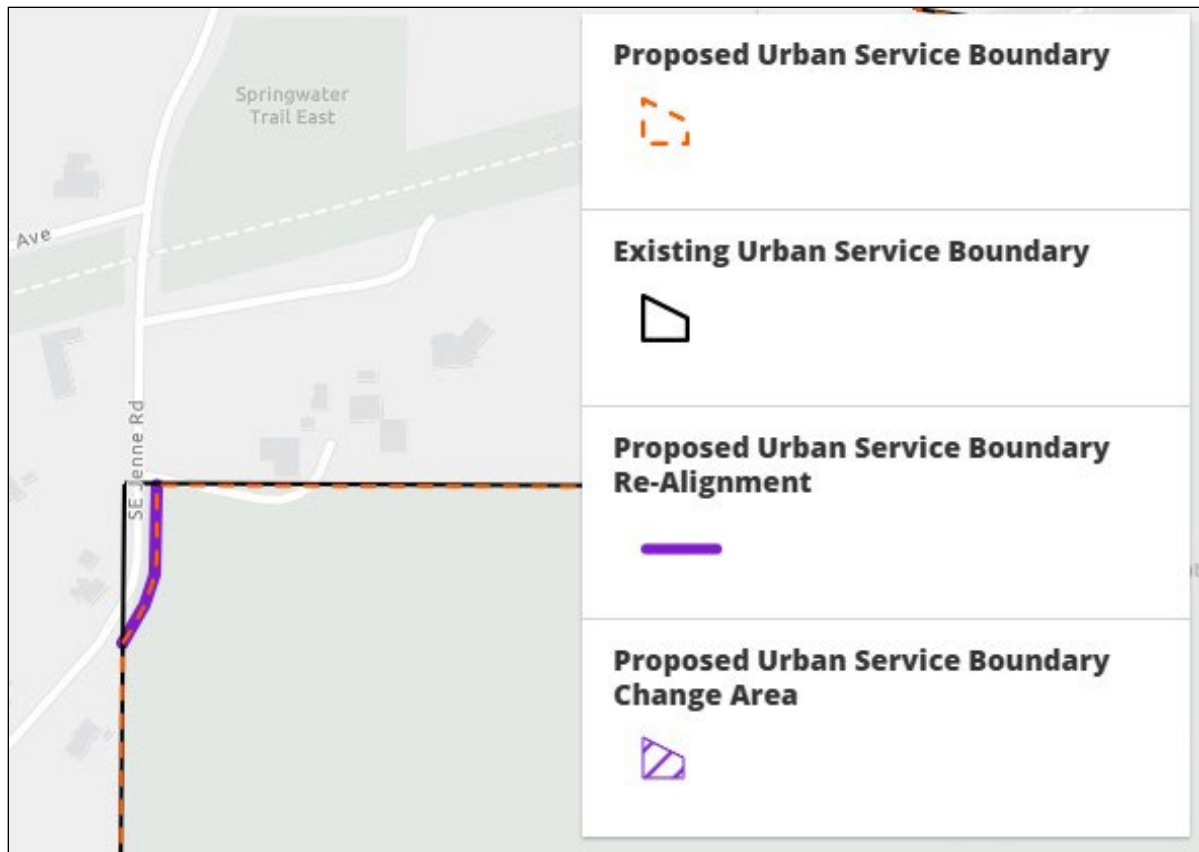 Springwater
Trail East
Ave
SE Jenne Rd
Proposed Urban Service Boundary
Existing Urban Service Boundary
Proposed Urban Service Boundary
Re-Alignment
Proposed Urban Service Boundary
Change Area